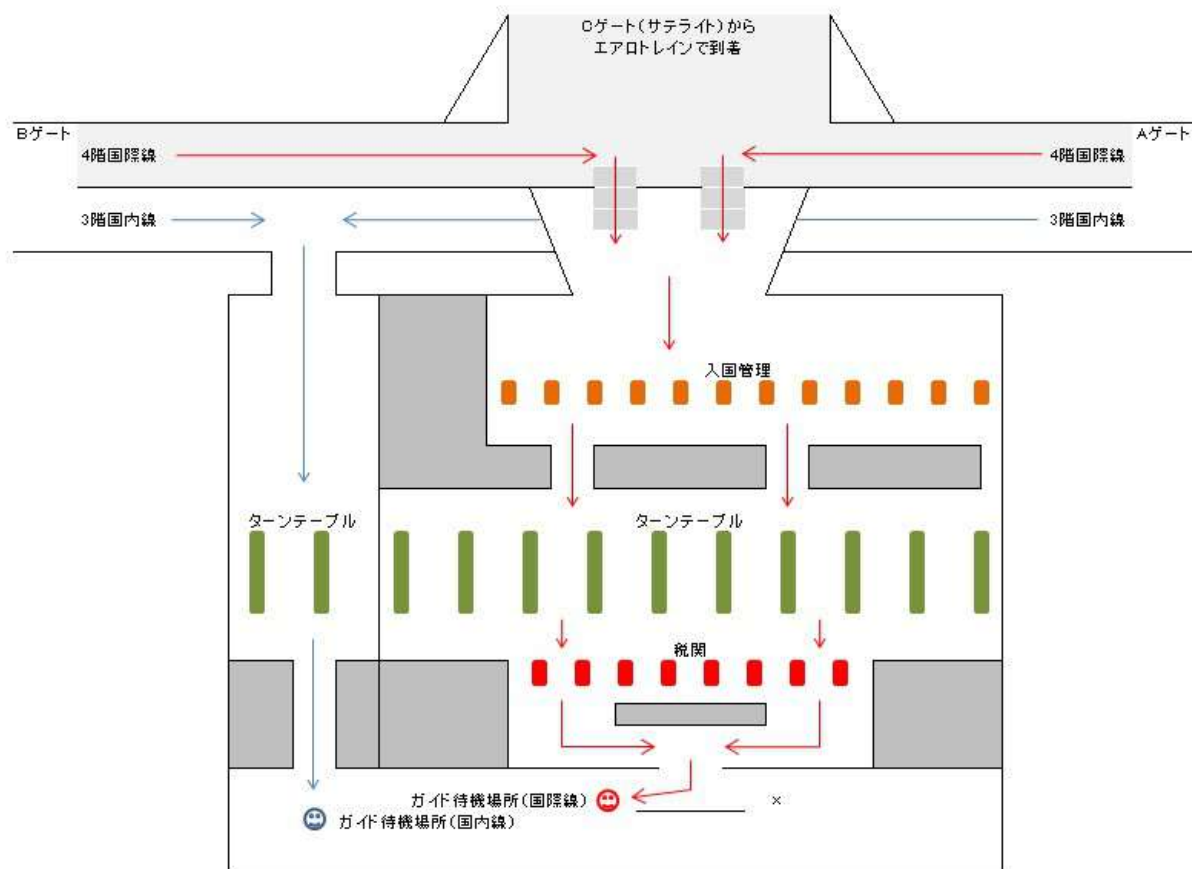 Cゲート(サテライト)から
エアロトレインで到着
Bゲート
Aゲート
4階国際線
4階国際線
3階国内線
3階国内線
入国管理
ターンテーブル
ターンテーブル
税関
ガイド待機場所(国際線)
×
ガイド待機場所(国内線)